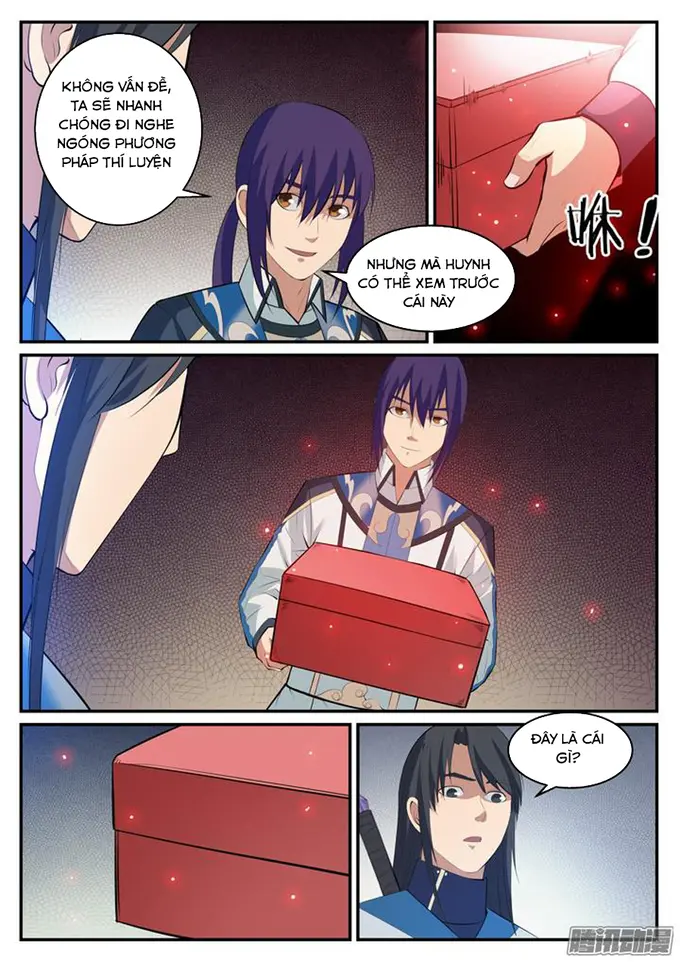 KHÔNG VẤN ĐỀ,
TA SẼ NHANH
CHÓNG ĐI NGHE
NGÓNG PHƯƠNG
PHÁP THÍ LUYỆN
NHƯNG MÀ HUYNH
CÓ THỂ XEM TRƯỚC
CÁI NÀY
咻!
ĐÂY LÀ CÁI
GÌ?
腾讯动漫